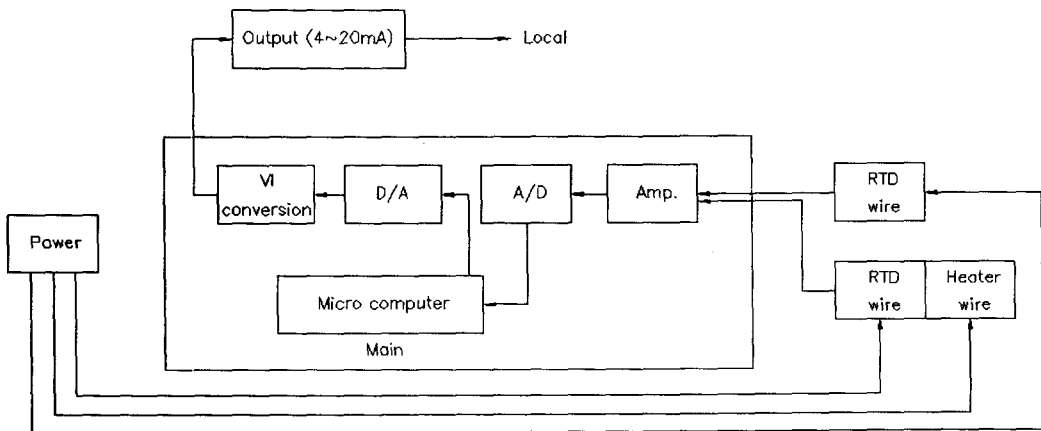 Output (4~20mA)
Local
VI
conversion
D/A
A/D
Amp.
RTD
wire
Power
Micro computer
RTD
wire
Heater
wire
Main